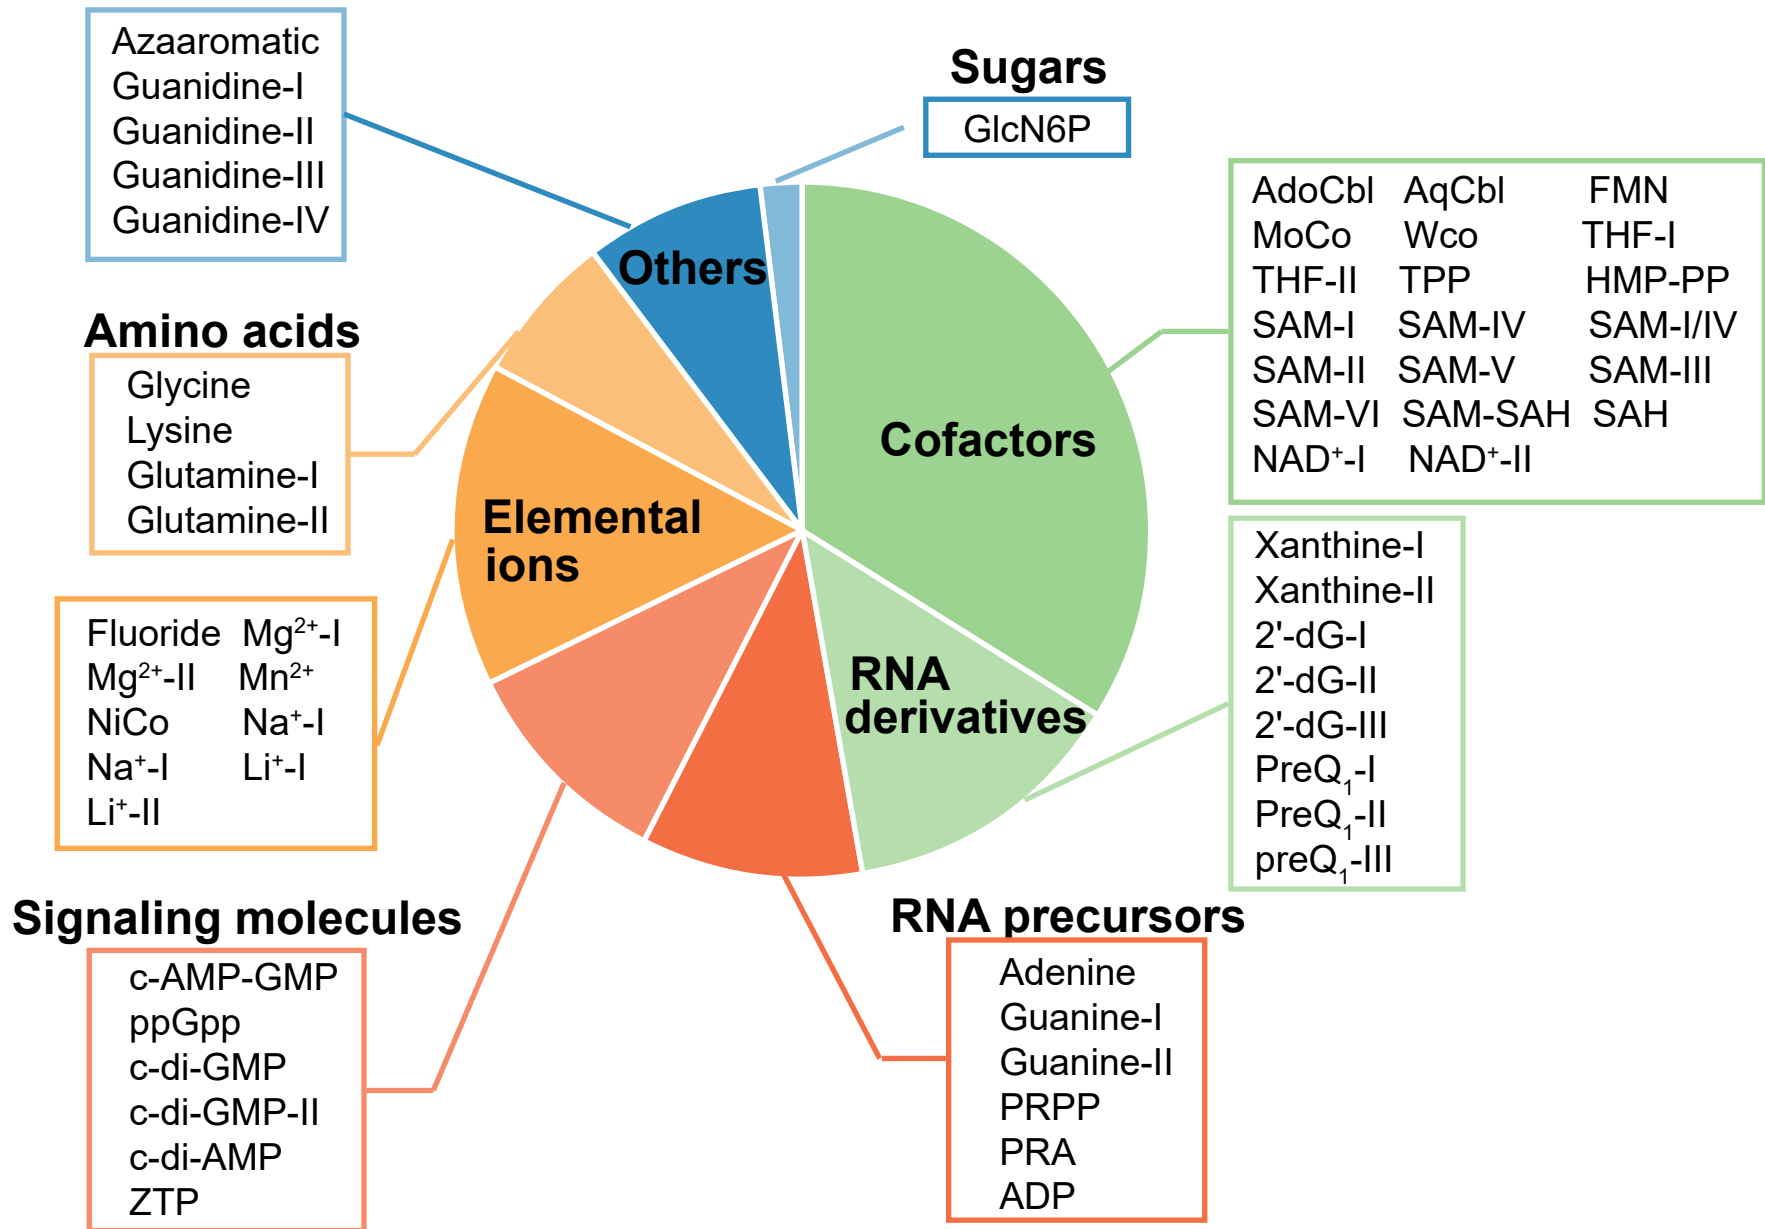 Azaaromatic
Guanidine-I
Guanidine-II
Guanidine-III
Guanidine-IV
Sugars
GlcN6P
Others
AdoCbl AqCbl FMN
MoCo Wco THF-I
THF-II TPP HMP-PP
SAM-I SAM-IV SAM-I/IV
SAM-II SAM-V SAM-III
SAM-VI SAM-SAH SAH
NAD⁺-I NAD⁺-II
Cofactors
Amino acids
Glycine
Lysine
Glutamine-I
Glutamine-II
Elemental
ions
Fluoride Mg²⁺-I
Mg²⁺-II Mn²⁺
NiCo Na⁺-I
Na⁺-I Li⁺-I
Li⁺-II
RNA
derivatives
Xanthine-I
Xanthine-II
2'-dG-I
2'-dG-II
2'-dG-III
PreQ₁-I
PreQ₁-II
preQ₁-III
Signaling molecules
c-AMP-GMP
ppGpp
c-di-GMP
c-di-GMP-II
c-di-AMP
ZTP
RNA precursors
Adenine
Guanine-I
Guanine-II
PRPP
PRA
ADP